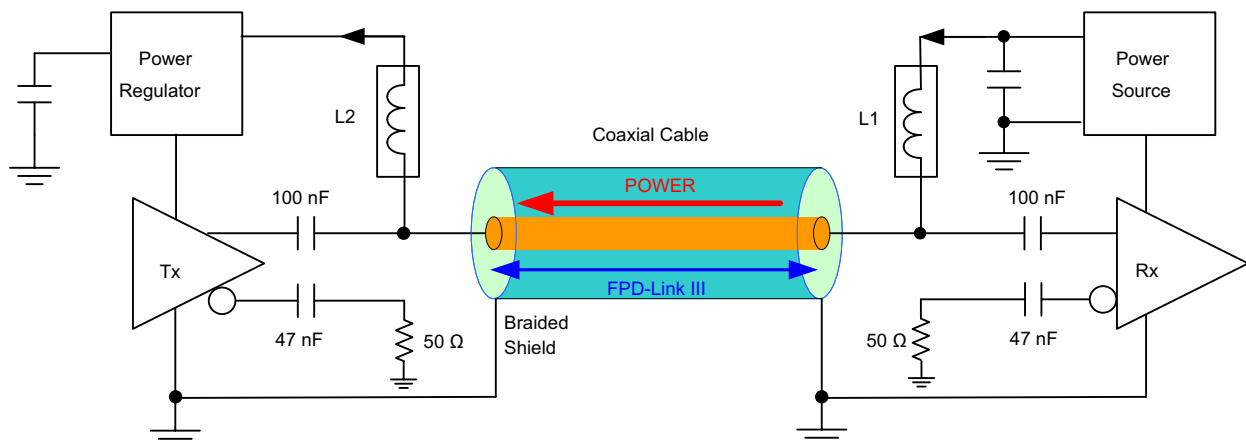 Power
Regulator
L2
Coaxial Cable
L1
Power
Source
POWER
100 nF
100 nF
Tx
Rx
FPD-Link III
47 nF
50 Ω
Braided
Shield
50 Ω
47 nF